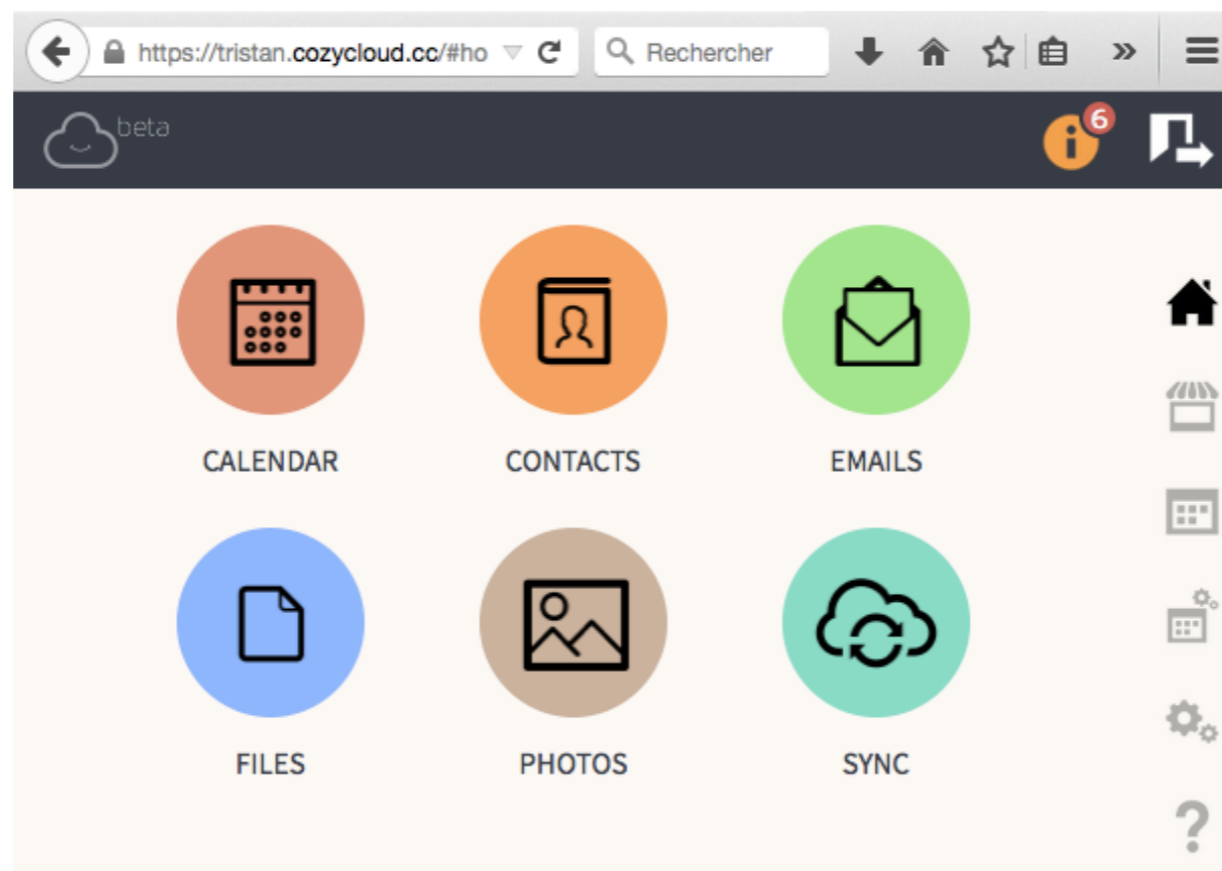 https://tristan.cozycloud.cc/#ho
Rechercher
beta
6
CALENDAR
CONTACTS
EMAILS
FILES
PHOTOS
SYNC